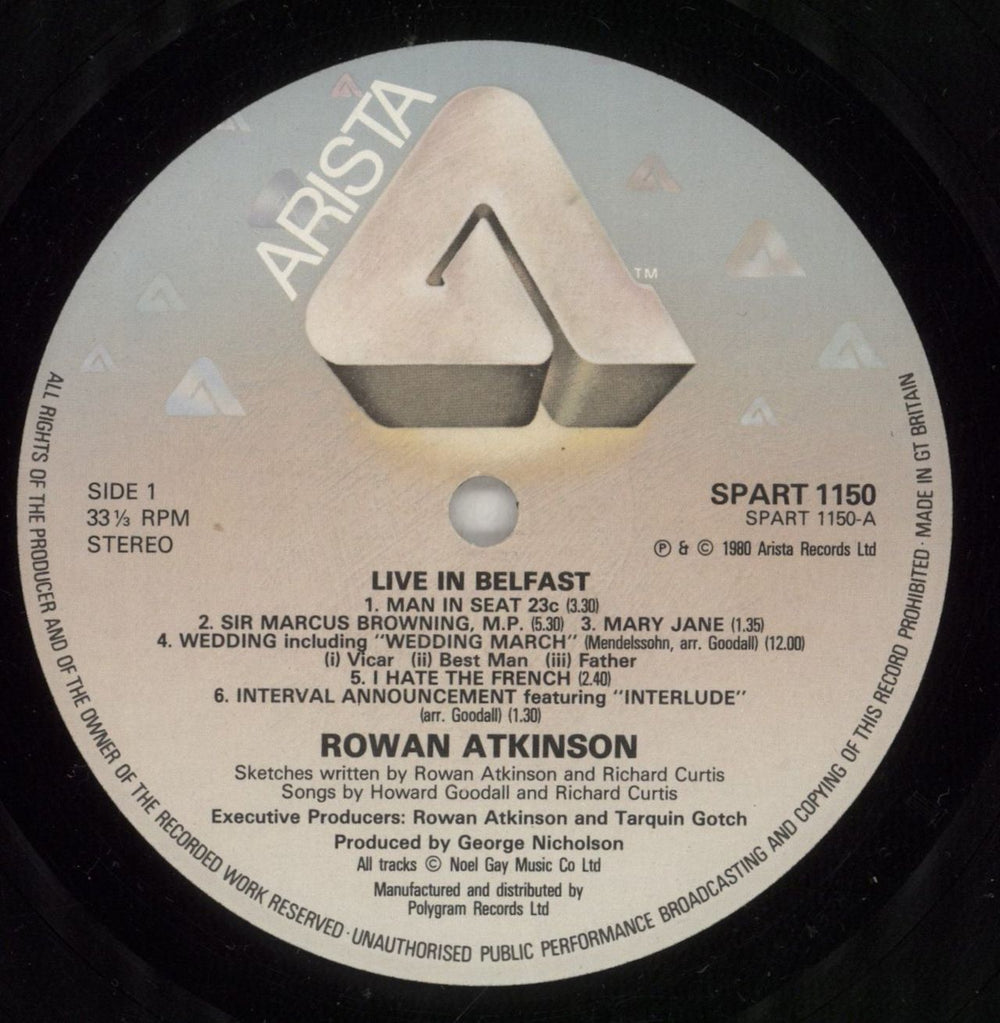 ARISTA
TM
SIDE 1
33⅓ RPM
STEREO
SPART 1150
SPART 1150-A
Ⓟ & © 1980 Arista Records Ltd
LIVE IN BELFAST
1. MAN IN SEAT 23c (3.30)
2. SIR MARCUS BROWNING, M.P. (5.30) 3. MARY JANE (1.35)
4. WEDDING including "WEDDING MARCH" (Mendelssohn, arr. Goodall) (12.00)
(i) Vicar (ii) Best Man (iii) Father
5. I HATE THE FRENCH (2.40)
6. INTERVAL ANNOUNCEMENT featuring "INTERLUDE"
(arr. Goodall) (1.30)
ROWAN ATKINSON
Sketches written by Rowan Atkinson and Richard Curtis
Songs by Howard Goodall and Richard Curtis
Executive Producers: Rowan Atkinson and Tarquin Gotch
Produced by George Nicholson
All tracks © Noel Gay Music Co Ltd
Manufactured and distributed by
Polygram Records Ltd
ALL RIGHTS OF THE PRODUCER AND OF THE OWNER OF THE RECORDED WORK RESERVED · UNAUTHORISED PUBLIC PERFORMANCE BROADCASTING AND COPYING OF THIS RECORD PROHIBITED · MADE IN GT BRITAIN